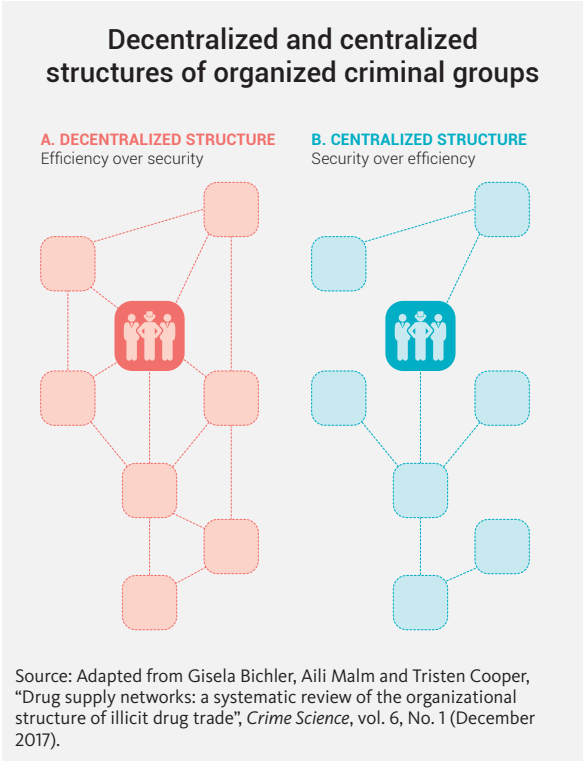 Decentralized and centralized
structures of organized criminal groups
A. DECENTRALIZED STRUCTURE
Efficiency over security
B. CENTRALIZED STRUCTURE
Security over efficiency
Source: Adapted from Gisela Bichler, Aili Malm and Tristen Cooper,
“Drug supply networks: a systematic review of the organizational
structure of illicit drug trade”, Crime Science, vol. 6, No. 1 (December
2017).